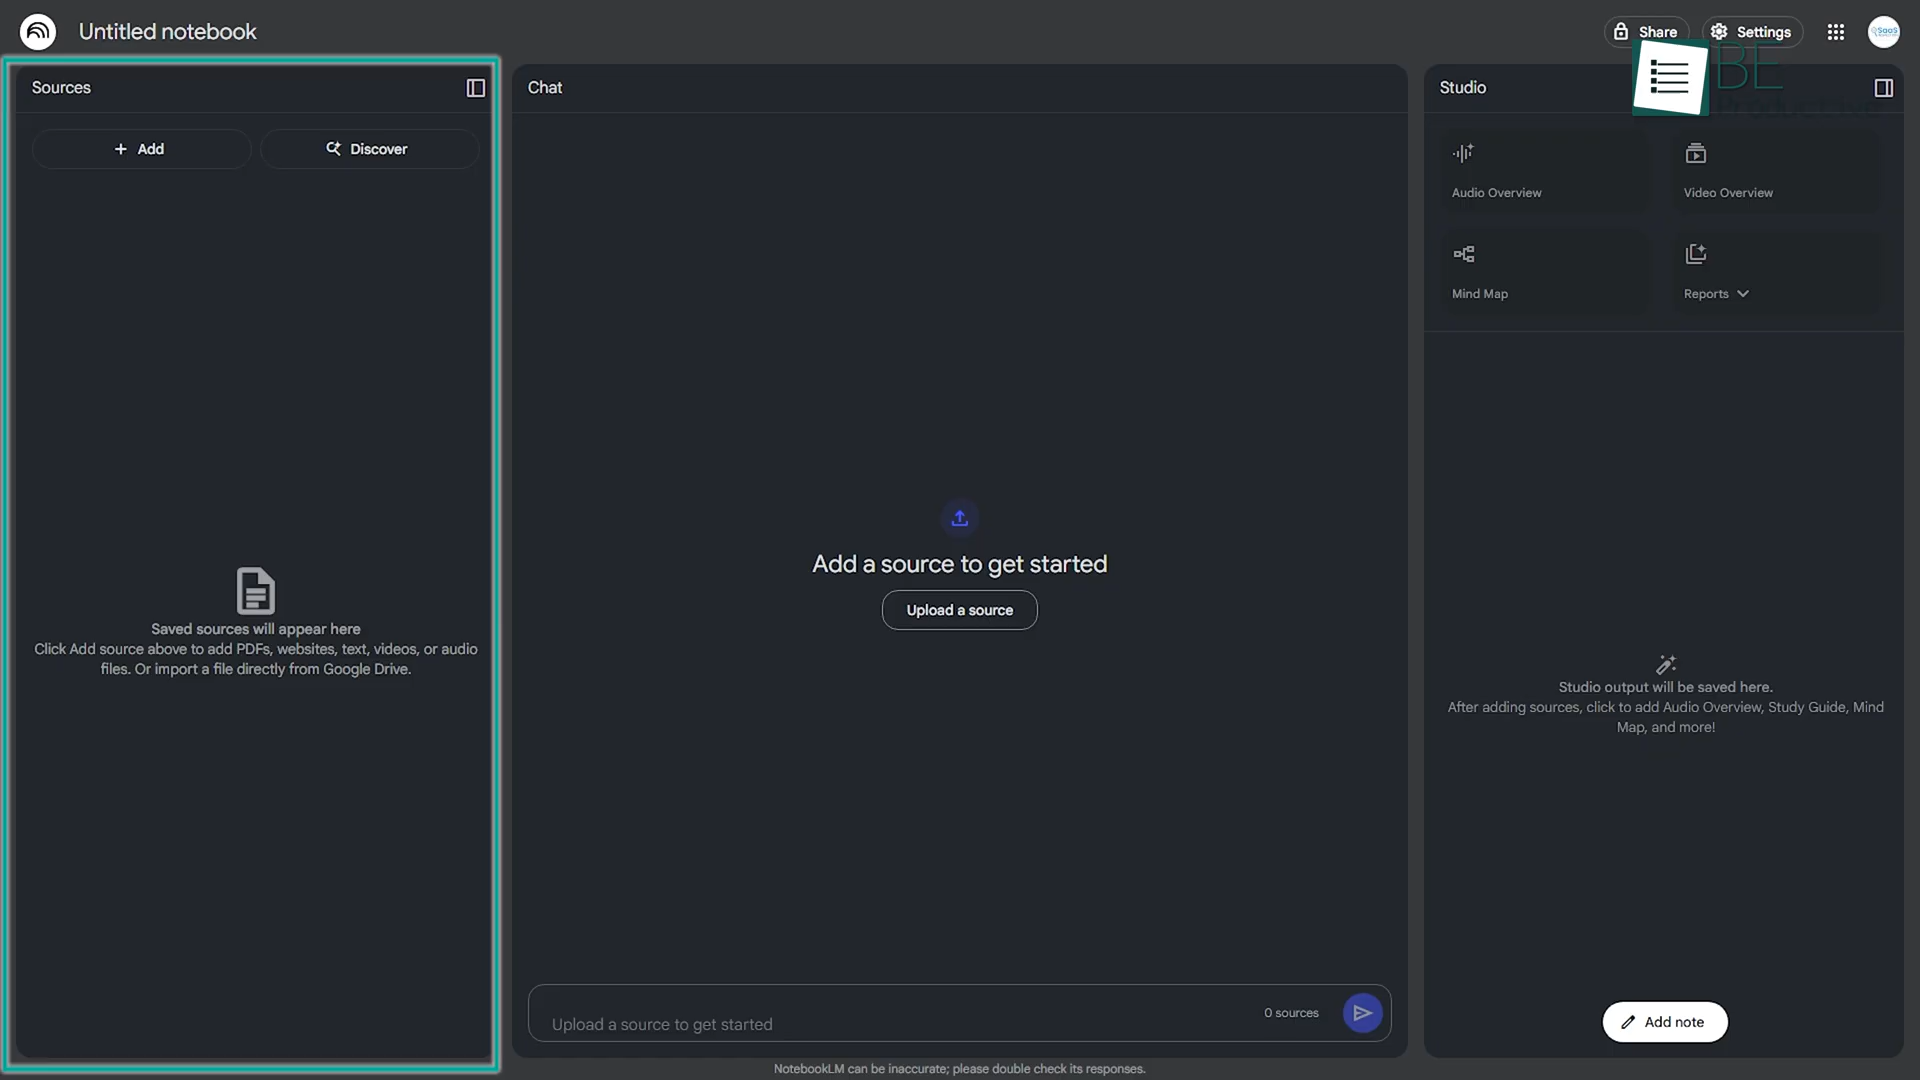 Untitled notebook
Share
Settings
SaaS
BE
Productive
Sources
+ Add
Discover
Saved sources will appear here
Click Add source above to add PDFs, websites, text, videos, or audio
files. Or import a file directly from Google Drive.
Chat
Add a source to get started
Upload a source
Upload a source to get started
0 sources
NotebookLM can be inaccurate; please double check its responses.
Studio
Audio Overview
Video Overview
Mind Map
Reports
Studio output will be saved here.
After adding sources, click to add Audio Overview, Study Guide, Mind
Map, and more!
Add note